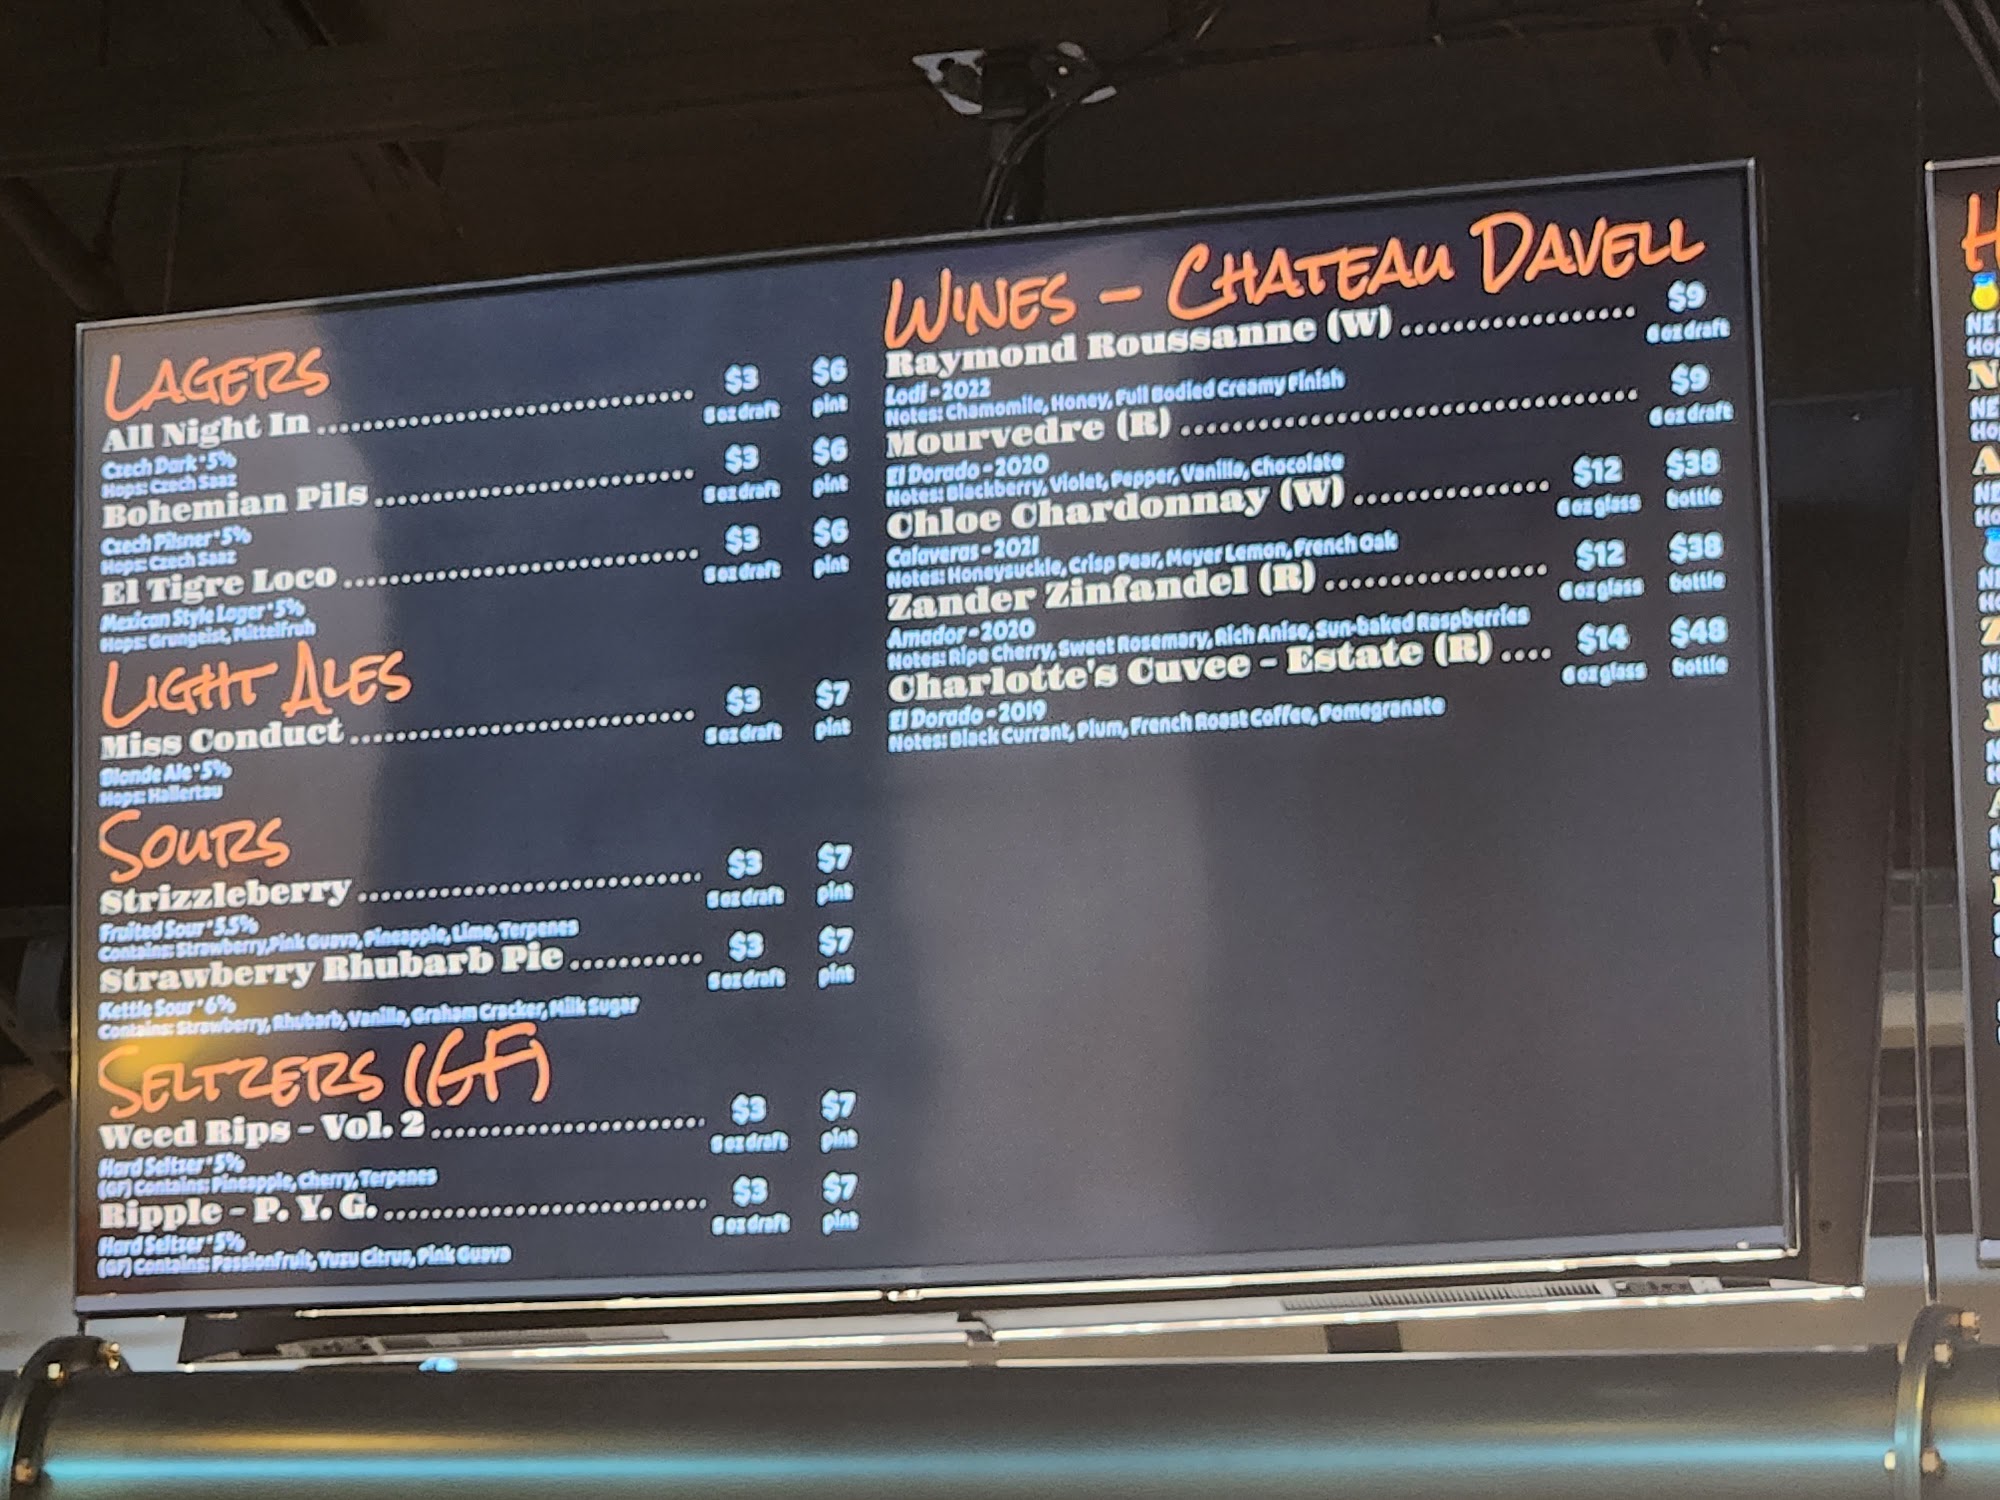 LAGERS
All Night In $3 $6
5 oz draft pint
Czech Dark • 5%
Hops: Czech Saaz
Bohemian Pils $3 $6
5 oz draft pint
Czech Pilsner • 5%
Hops: Czech Saaz
El Tigre Loco $3 $6
5 oz draft pint
Mexican Style Lager • 5%
Hops: Grungeist, Mittelfruh
LIGHT ALES
Miss Conduct $3 $7
5 oz draft pint
Blonde Ale • 5%
Hops: Hallertau
SOURS
Strizzleberry $3 $7
5 oz draft pint
Fruited Sour • 5.5%
Contains: Strawberry,Pink Guava, Pineapple, Lime, Terpenes
Strawberry Rhubarb Pie $3 $7
5 oz draft pint
Kettle Sour • 6%
Contains: Strawberry, Rhubarb, Vanilla, Graham Cracker, Milk Sugar
SELTZERS (GF)
Weed Rips - Vol. 2 $3 $7
5 oz draft pint
Hard Seltzer • 5%
(GF) Contains: Pineapple, Cherry, Terpenes
Ripple - P. Y. G. $3 $7
5 oz draft pint
Hard Seltzer • 5%
(GF) Contains: Passionfruit, Yuzu Citrus, Pink Guava
WINES - CHATEAU DAVELL
Raymond Roussanne (W) $9
6 oz draft
Lodi - 2022
Notes: Chamomile, Honey, Full Bodied Creamy Finish
Mourvedre (R) $9
6 oz draft
El Dorado - 2020
Notes: Blackberry, Violet, Pepper, Vanilla, Chocolate
Chloe Chardonnay (W) $12 $38
6 oz glass bottle
Calaveras - 2021
Notes: Honeysuckle, Crisp Pear, Meyer Lemon, French Oak
Zander Zinfandel (R) $12 $38
6 oz glass bottle
Amador - 2020
Notes: Ripe Cherry, Sweet Rosemary, Rich Anise, Sun-baked Raspberries
Charlotte's Cuvee - Estate (R) $14 $48
6 oz glass bottle
El Dorado - 2019
Notes: Black Currant, Plum, French Roast Coffee, Pomegranate